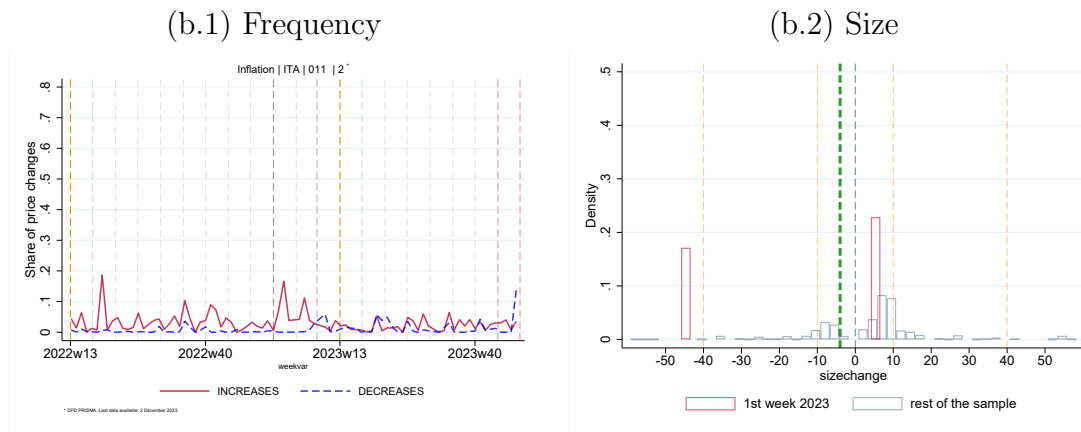 (b.1) Frequency
Inflation | ITA | 011 | 2 *
Share of price changes
.8
.7
.6
.5
.4
.3
.2
.1
0
2022w13 2022w40 2023w13 2023w40
weekvar
INCREASES DECREASES
* DPD PRISMA. Last data available: 2 December 2023.
(b.2) Size
Density
.5
.4
.3
.2
.1
0
-50 -40 -30 -20 -10 0 10 20 30 40 50
sizechange
1st week 2023 rest of the sample